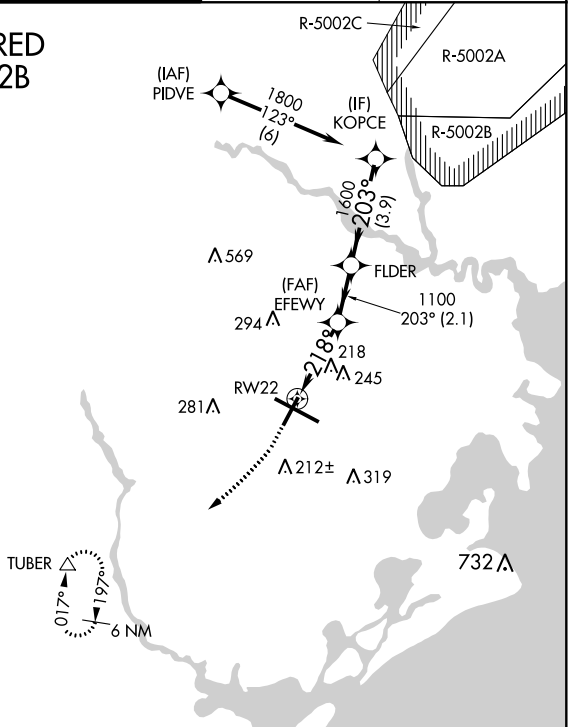 RED
2B
R-5002C
R-5002A
R-5002B
(IAF)
PIDVE
1800
123°
(6)
(IF)
KOPCE
1600
203°
(3.9)
569
FLDER
(FAF)
EFEWY
1100
203° (2.1)
294
218°
218
245
RW22
281
212±
319
TUBER
017°
197°
6 NM
732